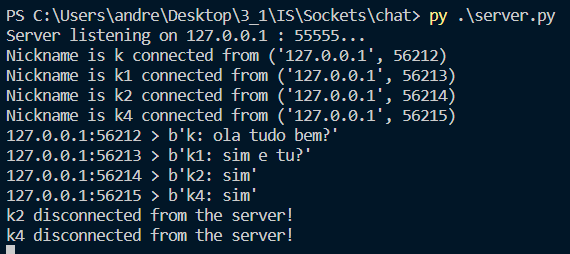 PS C:\Users\andre\Desktop\3_1\IS\Sockets\chat> py .\server.py
Server listening on 127.0.0.1 : 55555...
Nickname is k connected from ('127.0.0.1', 56212)
Nickname is k1 connected from ('127.0.0.1', 56213)
Nickname is k2 connected from ('127.0.0.1', 56214)
Nickname is k4 connected from ('127.0.0.1', 56215)
127.0.0.1:56212 > b'k: ola tudo bem?'
127.0.0.1:56213 > b'k1: sim e tu?'
127.0.0.1:56214 > b'k2: sim'
127.0.0.1:56215 > b'k4: sim'
k2 disconnected from the server!
k4 disconnected from the server!